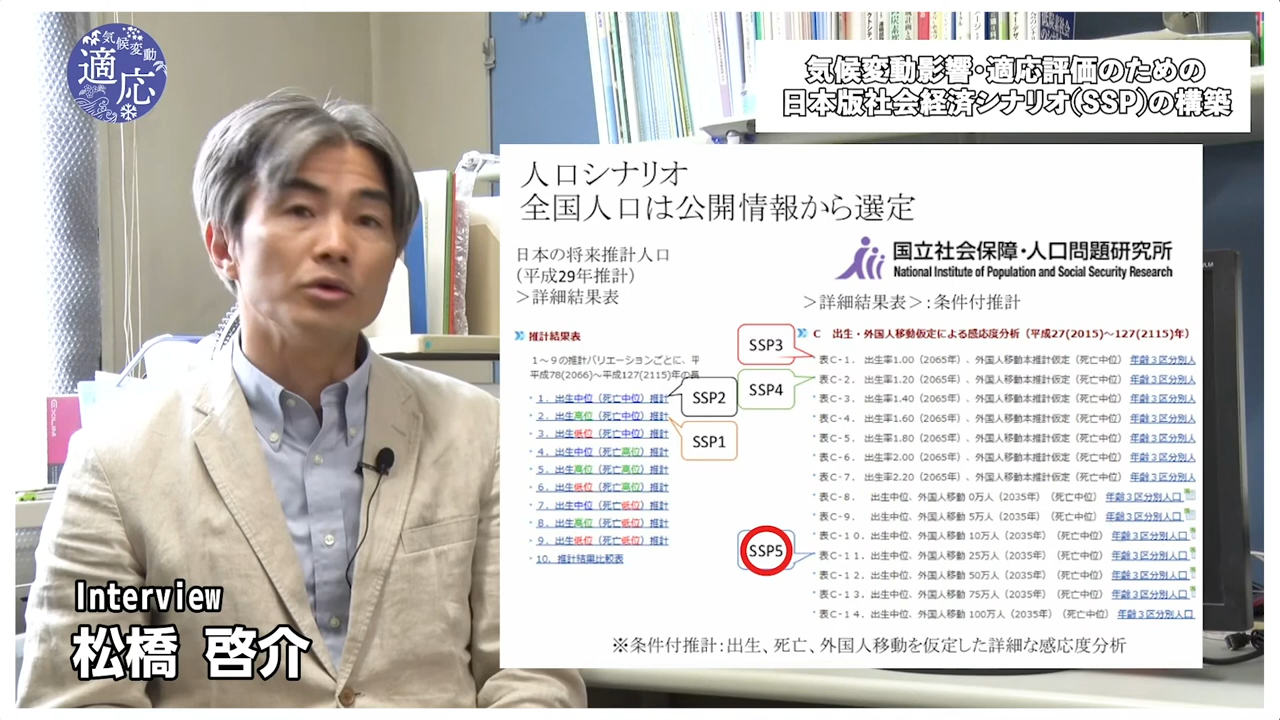 気候変動
適応
気候変動影響・適応評価のための
日本版社会経済シナリオ(SSP)の構築
人口シナリオ
全国人口は公開情報から選定
日本の将来推計人口
(平成29年推計)
>詳細結果表
国立社会保障・人口問題研究所
National Institute of Population and Social Security Research
>詳細結果表>:条件付推計
推計結果表
1～9の推計バリエーションごとに、平
平成78(2066)～平成127(2115)年の長
1. 出生中位(死亡中位)推計
2. 出生高位(死亡中位)推計
3. 出生低位(死亡中位)推計
4. 出生中位(死亡高位)推計
5. 出生高位(死亡高位)推計
6. 出生低位(死亡高位)推計
7. 出生中位(死亡低位)推計
8. 出生高位(死亡低位)推計
9. 出生低位(死亡低位)推計
10. 推計結果比較表
SSP2
SSP1
SSP3
SSP4
SSP5
C 出生・外国人移動仮定による感応度分析(平成27(2015)～127(2115)年)
表C-1. 出生率1.00(2065年)、外国人移動本推計仮定(死亡中位) 年齢3区分別人
表C-2. 出生率1.20(2065年)、外国人移動本推計仮定(死亡中位) 年齢3区分別人
表C-3. 出生率1.40(2065年)、外国人移動本推計仮定(死亡中位) 年齢3区分別人
表C-4. 出生率1.60(2065年)、外国人移動本推計仮定(死亡中位) 年齢3区分別人
表C-5. 出生率1.80(2065年)、外国人移動本推計仮定(死亡中位) 年齢3区分別人
表C-6. 出生率2.00(2065年)、外国人移動本推計仮定(死亡中位) 年齢3区分別人
表C-7. 出生率2.20(2065年)、外国人移動本推計仮定(死亡中位) 年齢3区分別人
表C-8. 出生中位、外国人移動 0万人(2035年)(死亡中位) 年齢3区分別人口
表C-9. 出生中位、外国人移動 5万人(2035年)(死亡中位) 年齢3区分別人口
表C-10. 出生中位、外国人移動 10万人(2035年)(死亡中位) 年齢3区分別人口
表C-11. 出生中位、外国人移動 25万人(2035年)(死亡中位) 年齢3区分別人口
表C-12. 出生中位、外国人移動 50万人(2035年)(死亡中位) 年齢3区分別人口
表C-13. 出生中位、外国人移動 75万人(2035年)(死亡中位) 年齢3区分別人口
表C-14. 出生中位、外国人移動 100万人(2035年)(死亡中位) 年齢3区分別人口
※条件付推計:出生、死亡、外国人移動を仮定した詳細な感応度分析
EXILIM
Interview
松橋 啓介